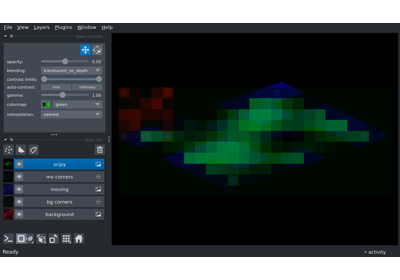 File View Layers Plugins Window Help
opacity: 0.50
blending: translucent_no_depth
contrast limits:
auto-contrast: once continuous
gamma: 1.00
colormap: green
interpolation: nearest
scipy
mv corners
moving
bg corners
background
Ready activity